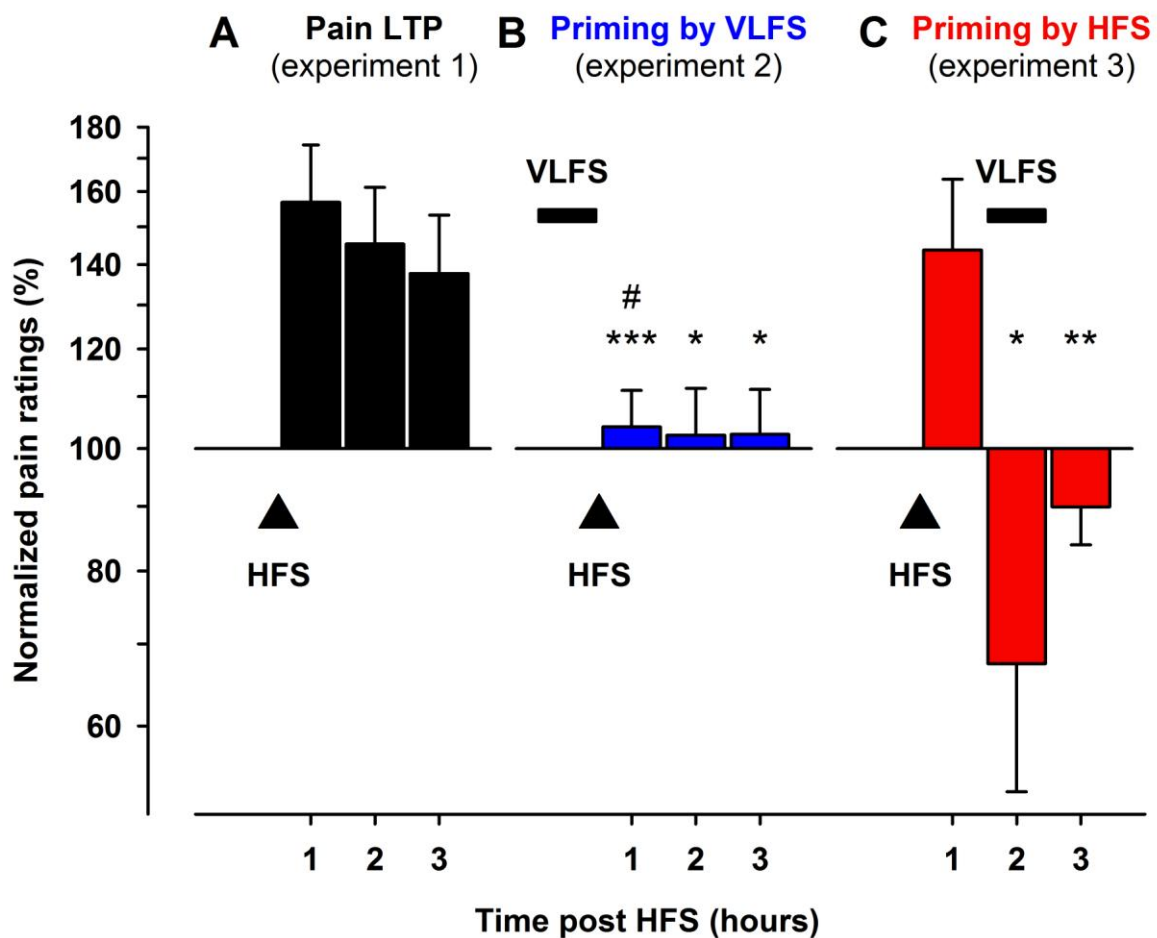 A Pain LTP
(experiment 1)
B Priming by VLFS
(experiment 2)
C Priming by HFS
(experiment 3)
Normalized pain ratings (%)
180
160
140
120
100
80
60
HFS
1 2 3
VLFS
#
*** * *
HFS
1 2 3
VLFS
* **
HFS
1 2 3
Time post HFS (hours)